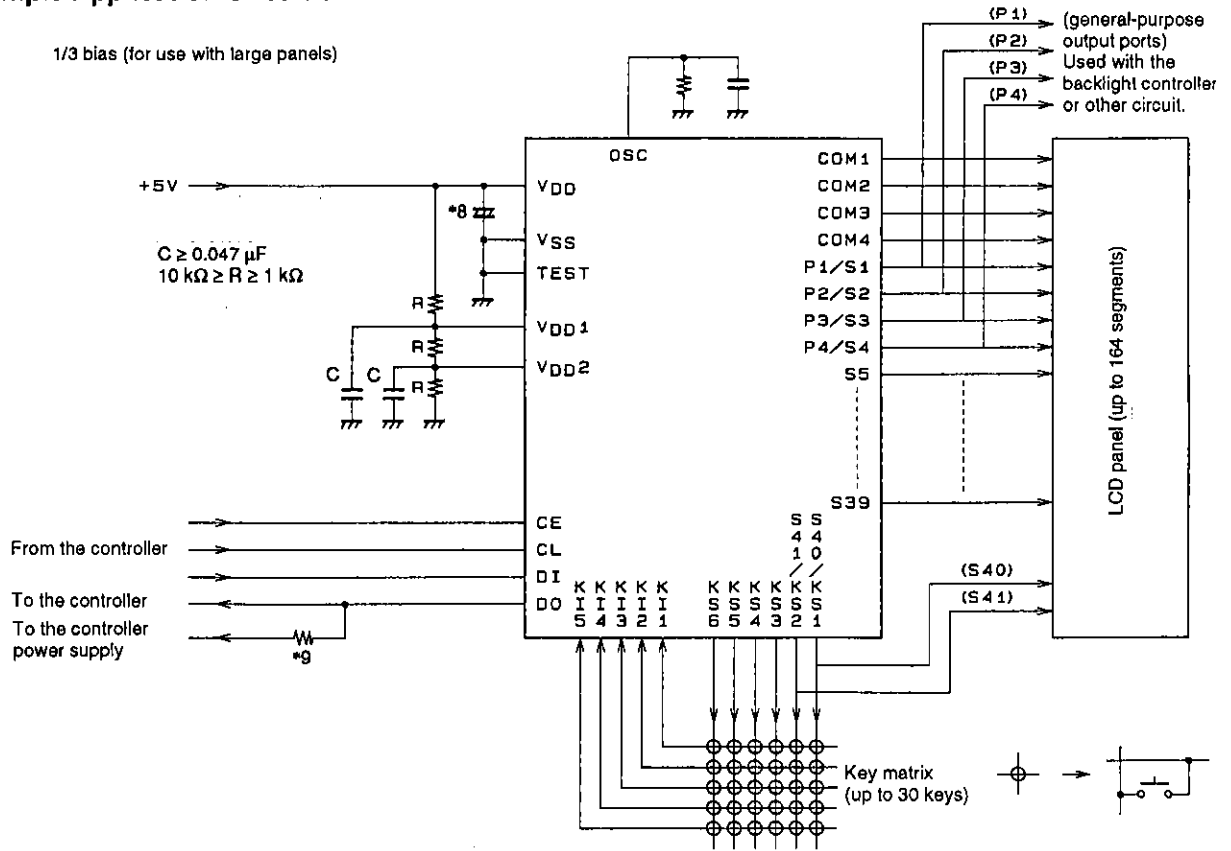 1/3 bias (for use with large panels)
(P1)
(general-purpose
(P2)
output ports)
(P3)
Used with the
backlight controller
(P4)
or other circuit.
OSC
COM1
COM2
COM3
COM4
P1/S1
P2/S2
P3/S3
P4/S4
S5
S39
+5V
VDD
*8
VSS
TEST
C ≥ 0.047 µF
10 kΩ ≥ R ≥ 1 kΩ
R
VDD1
R
VDD2
C
C
R
LCD panel (up to 164 segments)
CE
From the controller
CL
DI
To the controller
DO
To the controller
power supply
*9
KI5
KI4
KI3
KI2
KI1
KS6
KS5
KS4
KS3
S41/KS2
S40/KS1
(S40)
(S41)
Key matrix
(up to 30 keys)